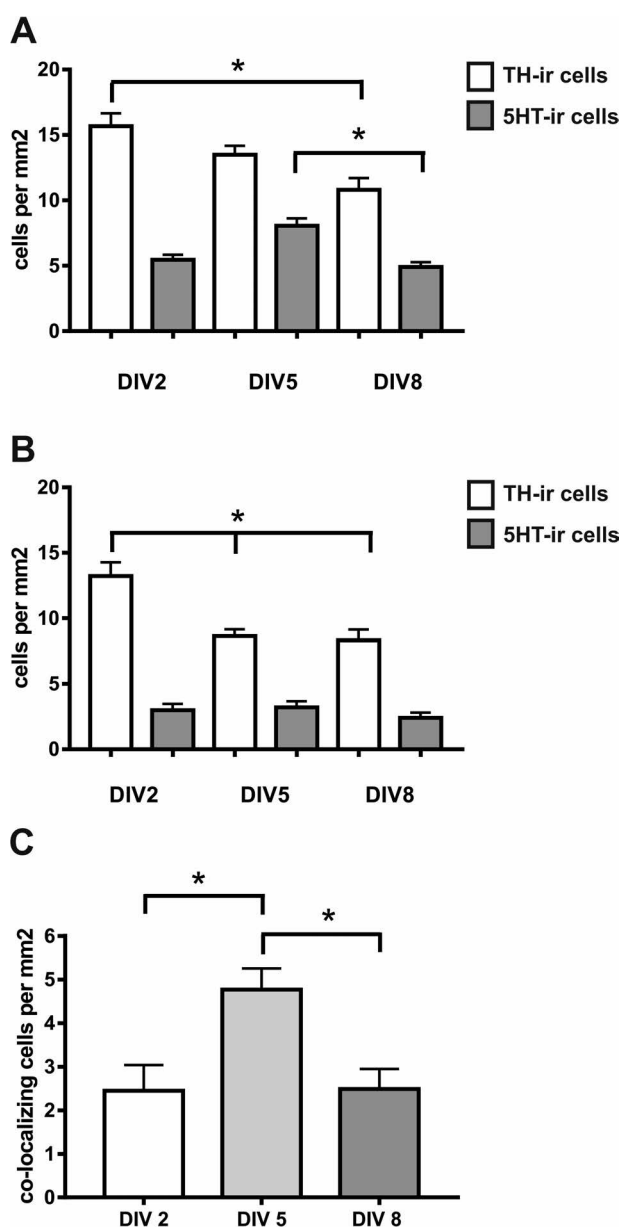 A
cells per mm2
20
15
10
5
0
*
*
TH-ir cells
5HT-ir cells
DIV2 DIV5 DIV8
B
cells per mm2
20
15
10
5
0
*
TH-ir cells
5HT-ir cells
DIV2 DIV5 DIV8
C
co-localizing cells per mm2
6
5
4
3
2
1
0
*
*
DIV 2 DIV 5 DIV 8